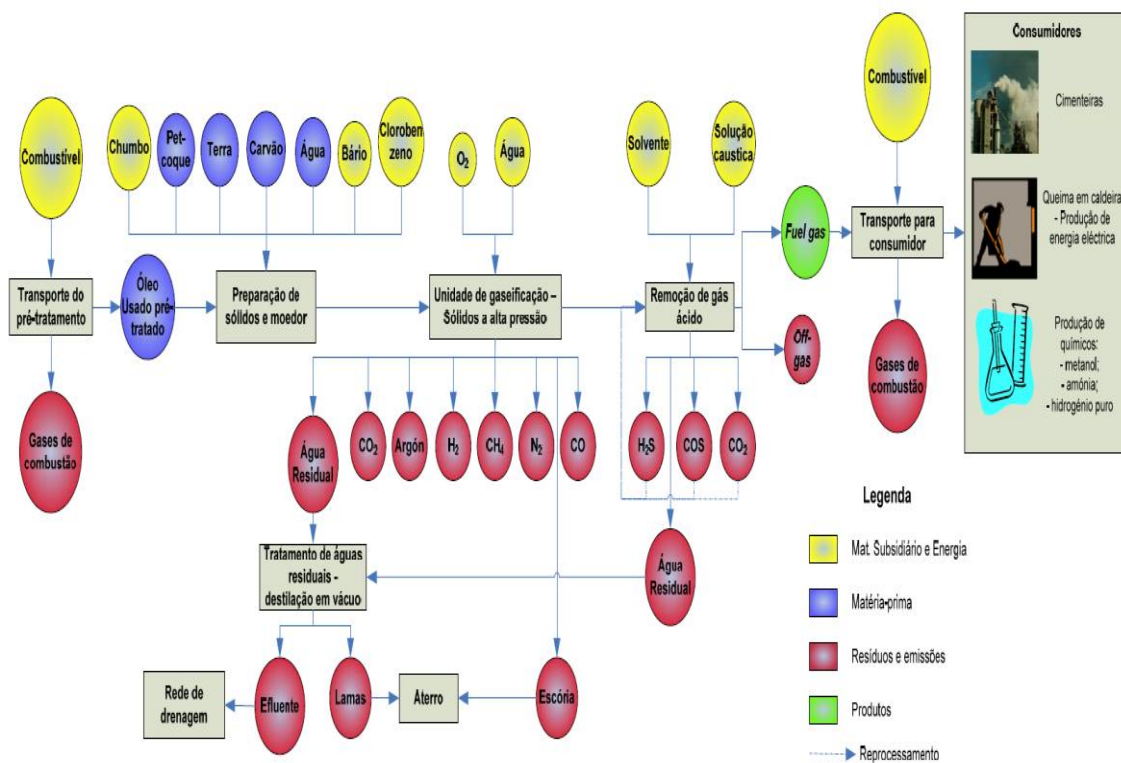 Consumidores
Combustível
Cimenteiras
Combustível
Chumbo
Pet-
coque
Terra
Carvão
Água
Bário
Cloroben
zeno
O₂
Água
Solvente
Solução
caustica
Queima em caldeira
- Produção de
energia eléctrica
Transporte do
pré-tratamento
Óleo
Usado pré-
tratado
Preparação de
sólidos e moedor
Unidade de gaseificação –
Sólidos a alta pressão
Remoção de gás
ácido
Fuel gas
Transporte para
consumidor
Off-
gas
Produção de
químicos:
- metanol;
- amónia;
- hidrogénio puro
Gases de
combustão
Gases de
combustão
Água
Residual
CO₂
Argón
H₂
CH₄
N₂
CO
H₂S
COS
CO₂
Tratamento de águas
residuais -
destilação em vácuo
Água
Residual
Rede de
drenagem
Efluente
Lamas
Aterro
Escória
Legenda
Mat. Subsidiário e Energia
Matéria-prima
Resíduos e emissões
Produtos
Reprocessamento